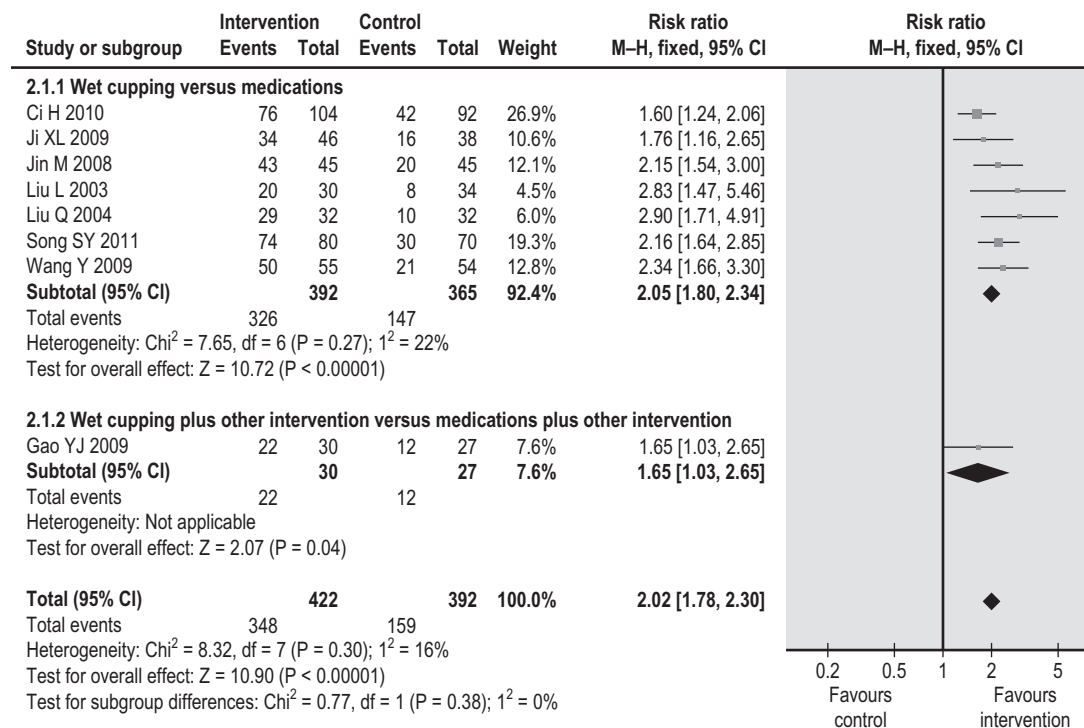 Intervention Control Risk ratio Risk ratio
Study or subgroup Events Total Events Total Weight M–H, fixed, 95% CI M–H, fixed, 95% CI
2.1.1 Wet cupping versus medications
Ci H 2010 76 104 42 92 26.9% 1.60 [1.24, 2.06]
Ji XL 2009 34 46 16 38 10.6% 1.76 [1.16, 2.65]
Jin M 2008 43 45 20 45 12.1% 2.15 [1.54, 3.00]
Liu L 2003 20 30 8 34 4.5% 2.83 [1.47, 5.46]
Liu Q 2004 29 32 10 32 6.0% 2.90 [1.71, 4.91]
Song SY 2011 74 80 30 70 19.3% 2.16 [1.64, 2.85]
Wang Y 2009 50 55 21 54 12.8% 2.34 [1.66, 3.30]
Subtotal (95% CI) 392 365 92.4% 2.05 [1.80, 2.34]
Total events 326 147
Heterogeneity: Chi² = 7.65, df = 6 (P = 0.27); 1² = 22%
Test for overall effect: Z = 10.72 (P < 0.00001)
2.1.2 Wet cupping plus other intervention versus medications plus other intervention
Gao YJ 2009 22 30 12 27 7.6% 1.65 [1.03, 2.65]
Subtotal (95% CI) 30 27 7.6% 1.65 [1.03, 2.65]
Total events 22 12
Heterogeneity: Not applicable
Test for overall effect: Z = 2.07 (P = 0.04)
Total (95% CI) 422 392 100.0% 2.02 [1.78, 2.30]
Total events 348 159
Heterogeneity: Chi² = 8.32, df = 7 (P = 0.30); 1² = 16%
Test for overall effect: Z = 10.90 (P < 0.00001)
Test for subgroup differences: Chi² = 0.77, df = 1 (P = 0.38); 1² = 0%
0.2 0.5 1 2 5
Favours Favours
control intervention